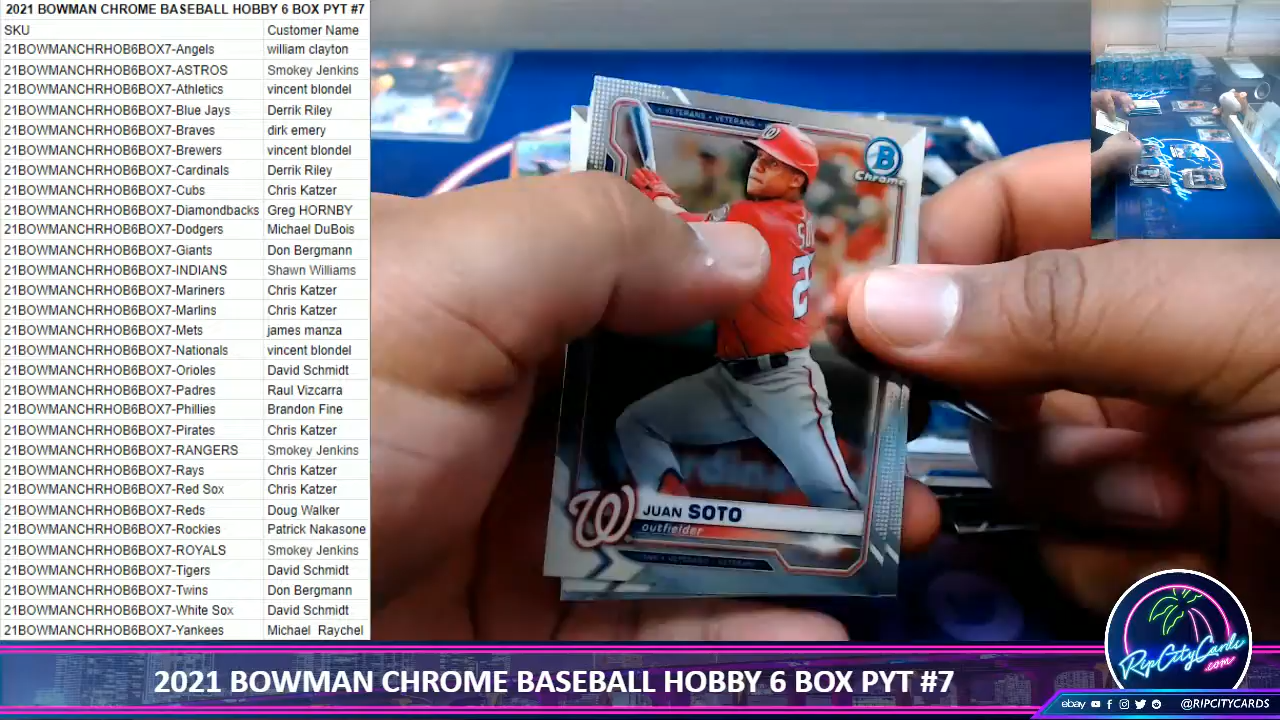 2021 BOWMAN CHROME BASEBALL HOBBY 6 BOX PYT #7
SKU Customer Name
21BOWMANCHRHOB6BOX7-Angels william clayton
21BOWMANCHRHOB6BOX7-ASTROS Smokey Jenkins
21BOWMANCHRHOB6BOX7-Athletics vincent blondel
21BOWMANCHRHOB6BOX7-Blue Jays Derrik Riley
21BOWMANCHRHOB6BOX7-Braves dirk emery
21BOWMANCHRHOB6BOX7-Brewers vincent blondel
21BOWMANCHRHOB6BOX7-Cardinals Derrik Riley
21BOWMANCHRHOB6BOX7-Cubs Chris Katzer
21BOWMANCHRHOB6BOX7-Diamondbacks Greg HORNBY
21BOWMANCHRHOB6BOX7-Dodgers Michael DuBois
21BOWMANCHRHOB6BOX7-Giants Don Bergmann
21BOWMANCHRHOB6BOX7-INDIANS Shawn Williams
21BOWMANCHRHOB6BOX7-Mariners Chris Katzer
21BOWMANCHRHOB6BOX7-Marlins Chris Katzer
21BOWMANCHRHOB6BOX7-Mets james manza
21BOWMANCHRHOB6BOX7-Nationals vincent blondel
21BOWMANCHRHOB6BOX7-Orioles David Schmidt
21BOWMANCHRHOB6BOX7-Padres Raul Vizcarra
21BOWMANCHRHOB6BOX7-Phillies Brandon Fine
21BOWMANCHRHOB6BOX7-Pirates Chris Katzer
21BOWMANCHRHOB6BOX7-RANGERS Smokey Jenkins
21BOWMANCHRHOB6BOX7-Rays Chris Katzer
21BOWMANCHRHOB6BOX7-Red Sox Chris Katzer
21BOWMANCHRHOB6BOX7-Reds Doug Walker
21BOWMANCHRHOB6BOX7-Rockies Patrick Nakasone
21BOWMANCHRHOB6BOX7-ROYALS Smokey Jenkins
21BOWMANCHRHOB6BOX7-Tigers David Schmidt
21BOWMANCHRHOB6BOX7-Twins Don Bergmann
21BOWMANCHRHOB6BOX7-White Sox David Schmidt
21BOWMANCHRHOB6BOX7-Yankees Michael Raychel
VETERANS • VETERANS
W
B
Chrome
2
W
JUAN SOTO
outfielder
RipCityCards
.com
2021 BOWMAN CHROME BASEBALL HOBBY 6 BOX PYT #7
ebay @RIPCITYCARDS